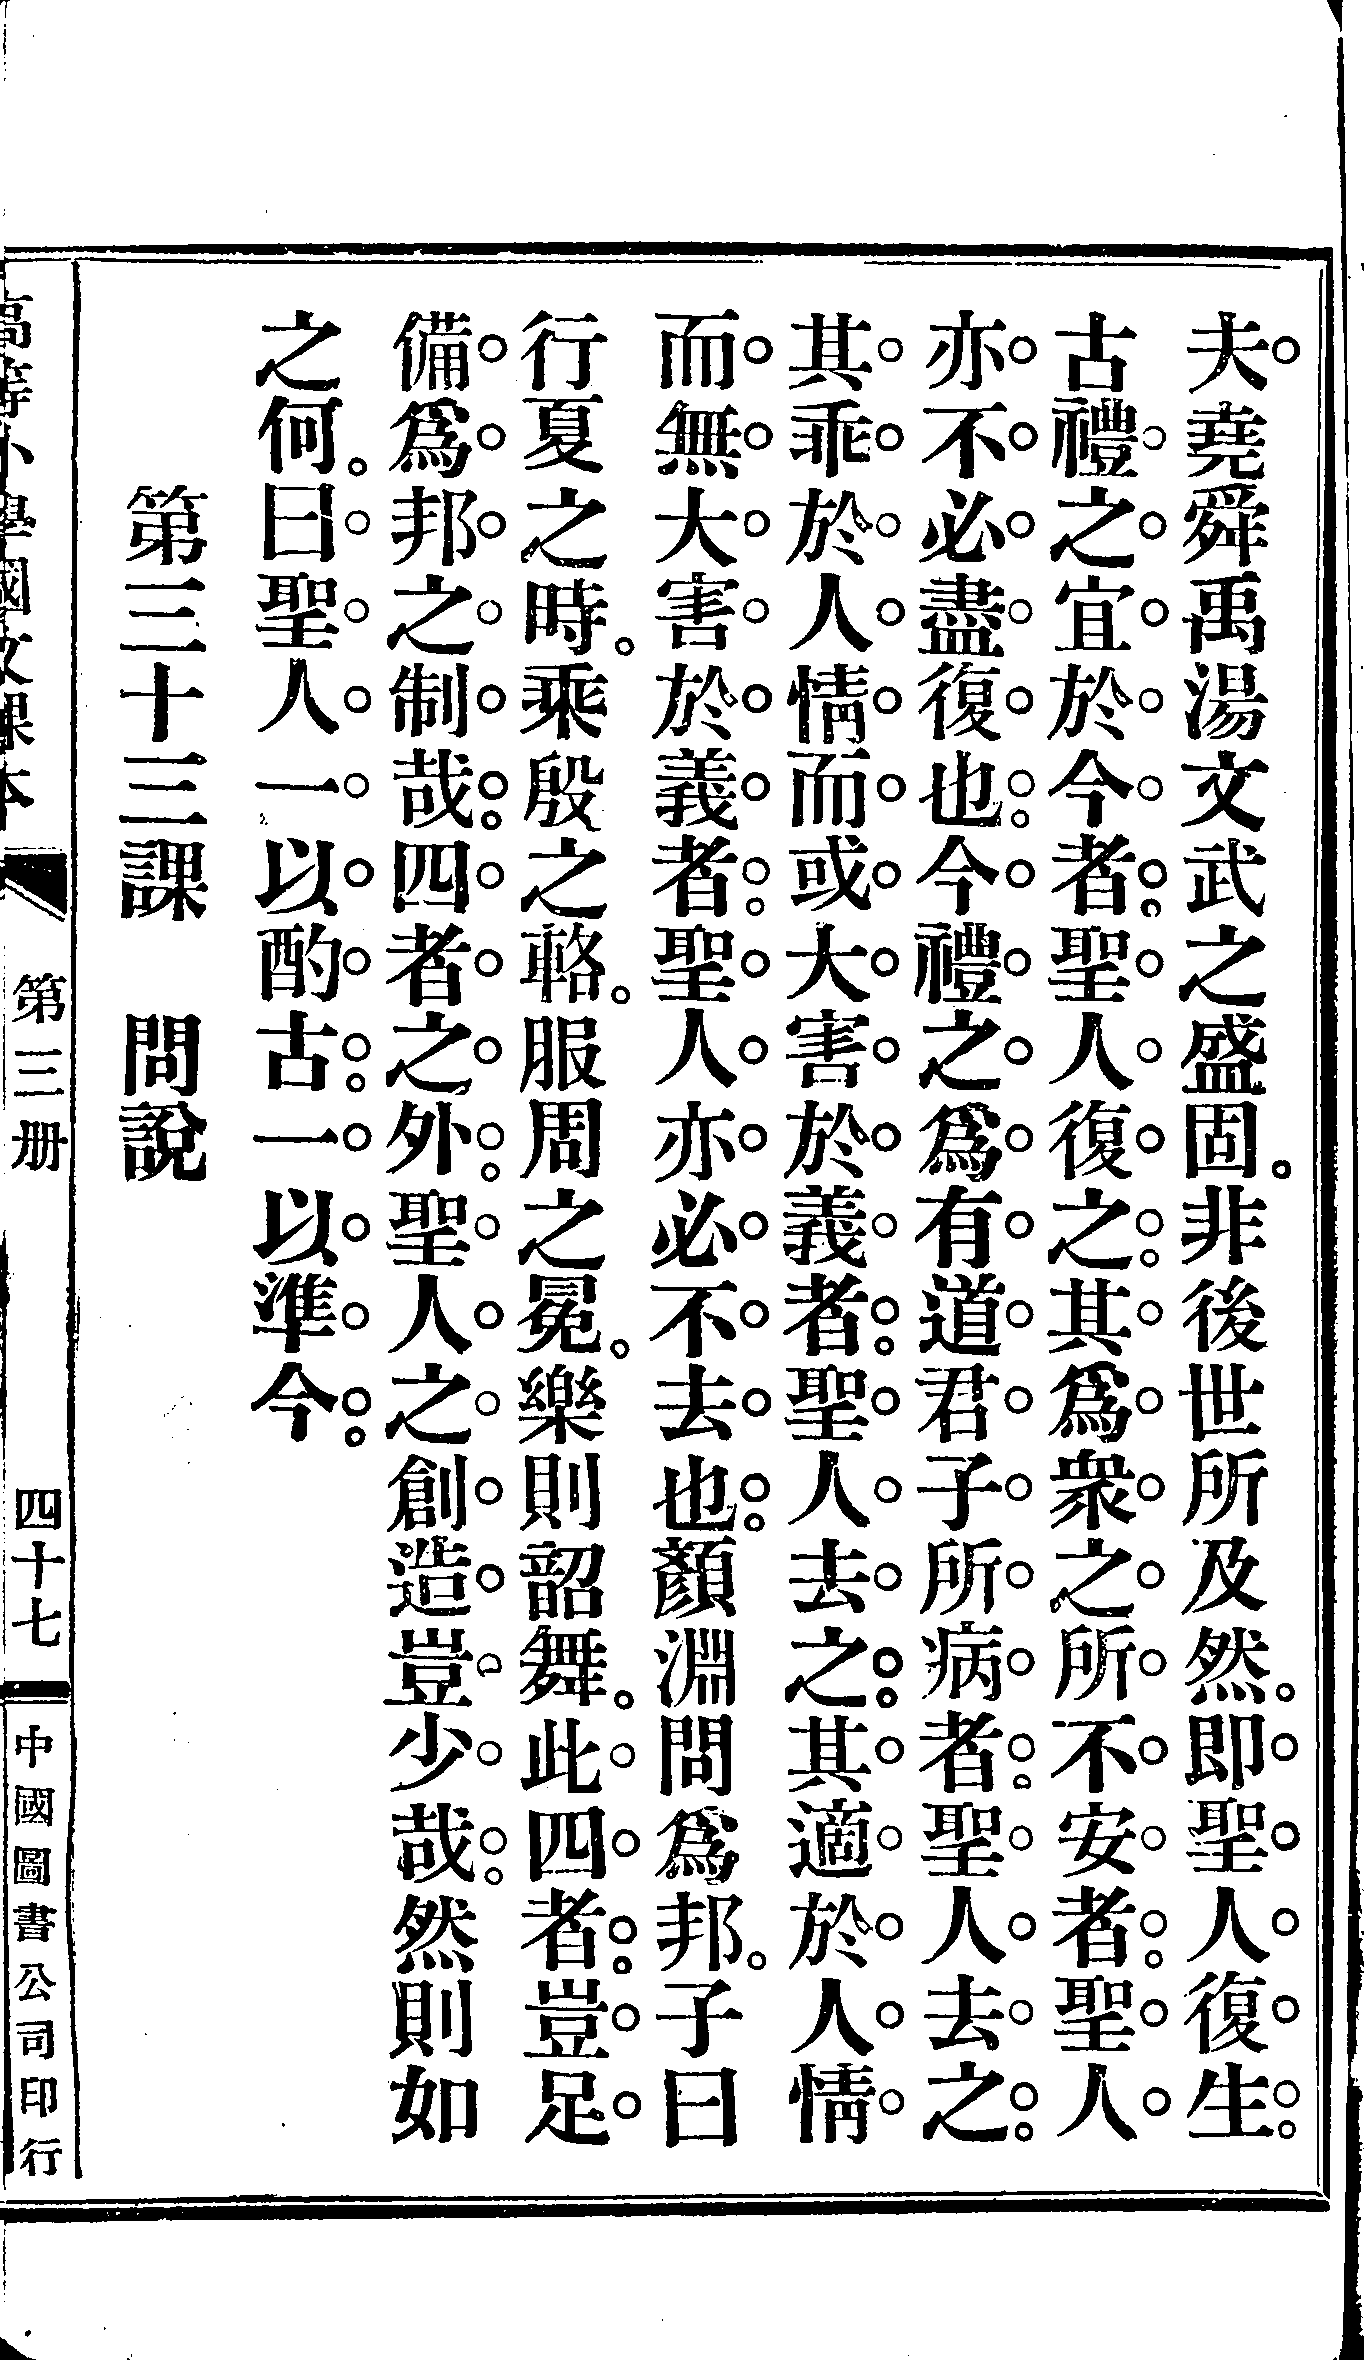 夫堯舜禹湯文武之盛固。非後世所及然。即聖人復生。
古禮之宜於今者。聖人復之。其爲衆之所不安者。聖人
亦不必盡復也。今禮之爲有道君子所病者。聖人去之。
其乖於人情而或大害於義者。聖人去之。其適於人情
而無大害於義者。聖人亦必不去也。顏淵問爲邦。子曰
行夏之時。乘殷之輅。服周之冕。樂則韶舞。此四者。豈足
備爲邦之制哉。四者之外。聖人之創造豈少哉。然則如
之何。曰聖人一以酌古。一以準今。
第三十三課　問說
高等小學國文課本　第三册　四十七　中國圖書公司印行